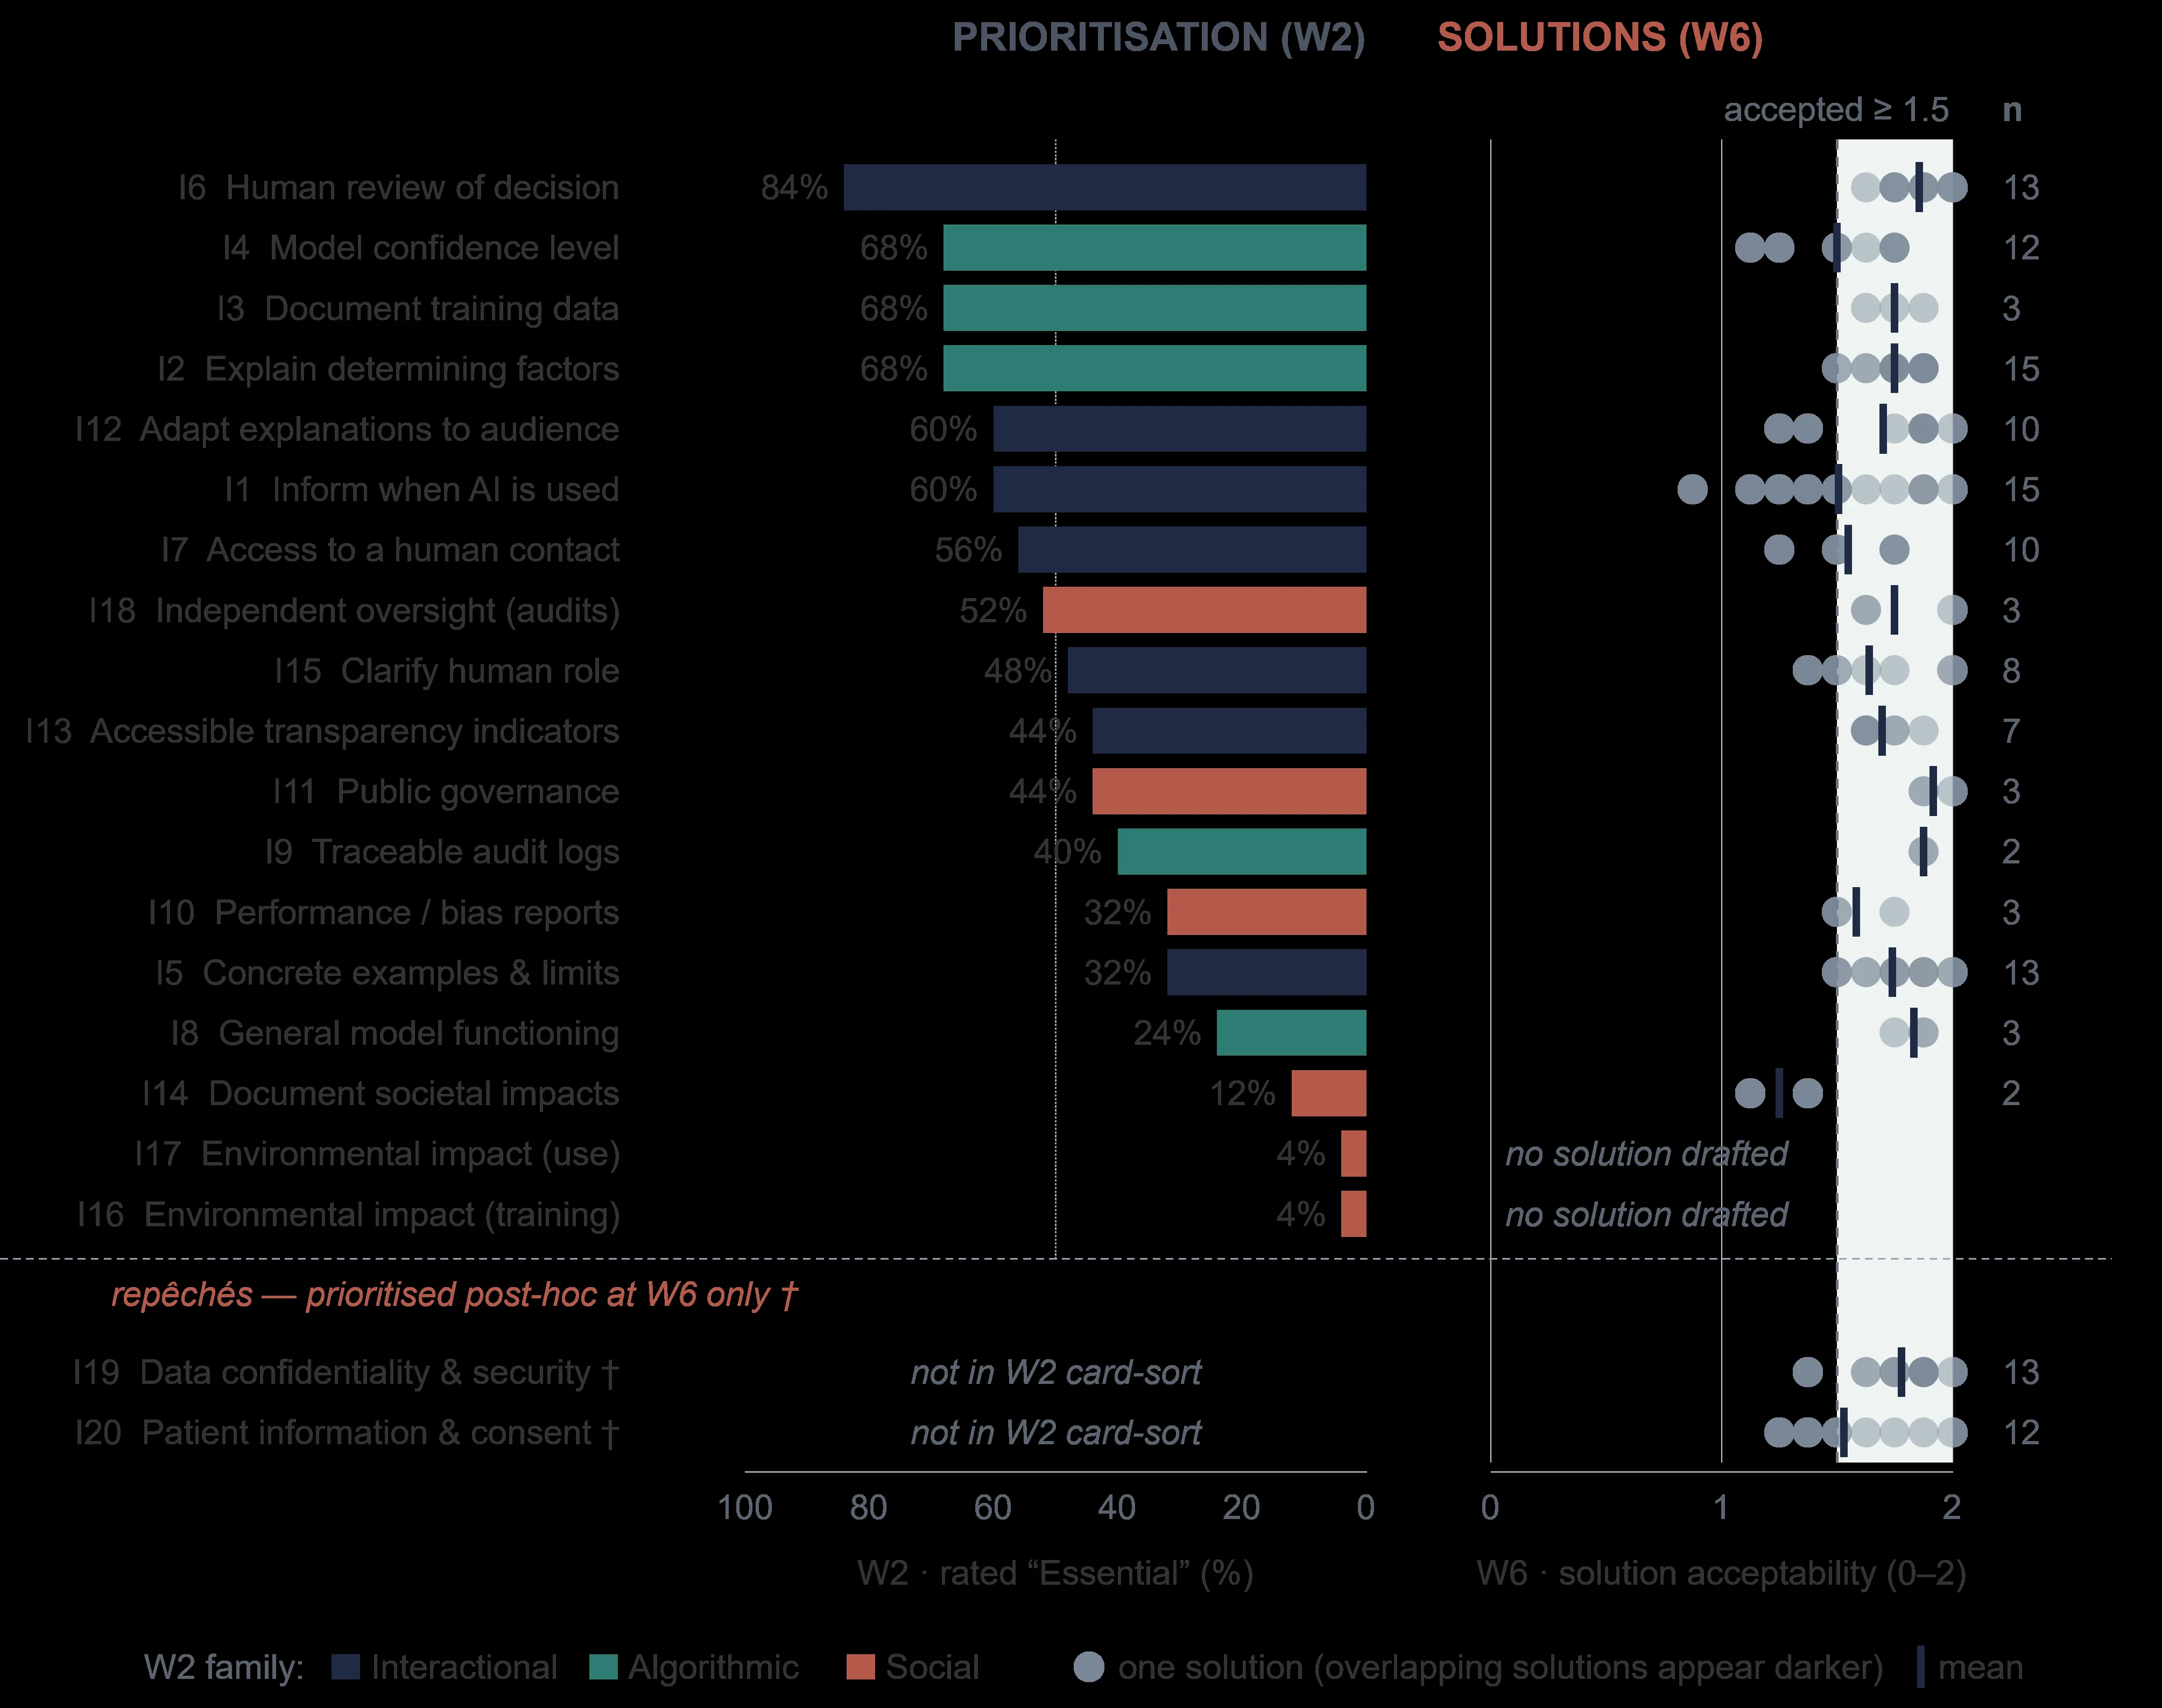 PRIORITISATION (W2) SOLUTIONS (W6)
accepted ≥ 1.5 n
I6 Human review of decision 84% 13
I4 Model confidence level 68% 12
I3 Document training data 68% 3
I2 Explain determining factors 68% 15
I12 Adapt explanations to audience 60% 10
I1 Inform when AI is used 60% 15
I7 Access to a human contact 56% 10
I18 Independent oversight (audits) 52% 3
I15 Clarify human role 48% 8
I13 Accessible transparency indicators 44% 7
I11 Public governance 44% 3
I9 Traceable audit logs 40% 2
I10 Performance / bias reports 32% 3
I5 Concrete examples & limits 32% 13
I8 General model functioning 24% 3
I14 Document societal impacts 12% 2
I17 Environmental impact (use) 4% no solution drafted
I16 Environmental impact (training) 4% no solution drafted
repêchés — prioritised post-hoc at W6 only †
I19 Data confidentiality & security † not in W2 card-sort 13
I20 Patient information & consent † not in W2 card-sort 12
100 80 60 40 20 0 0 1 2
W2 · rated “Essential” (%) W6 · solution acceptability (0–2)
W2 family: Interactional Algorithmic Social one solution (overlapping solutions appear darker) mean